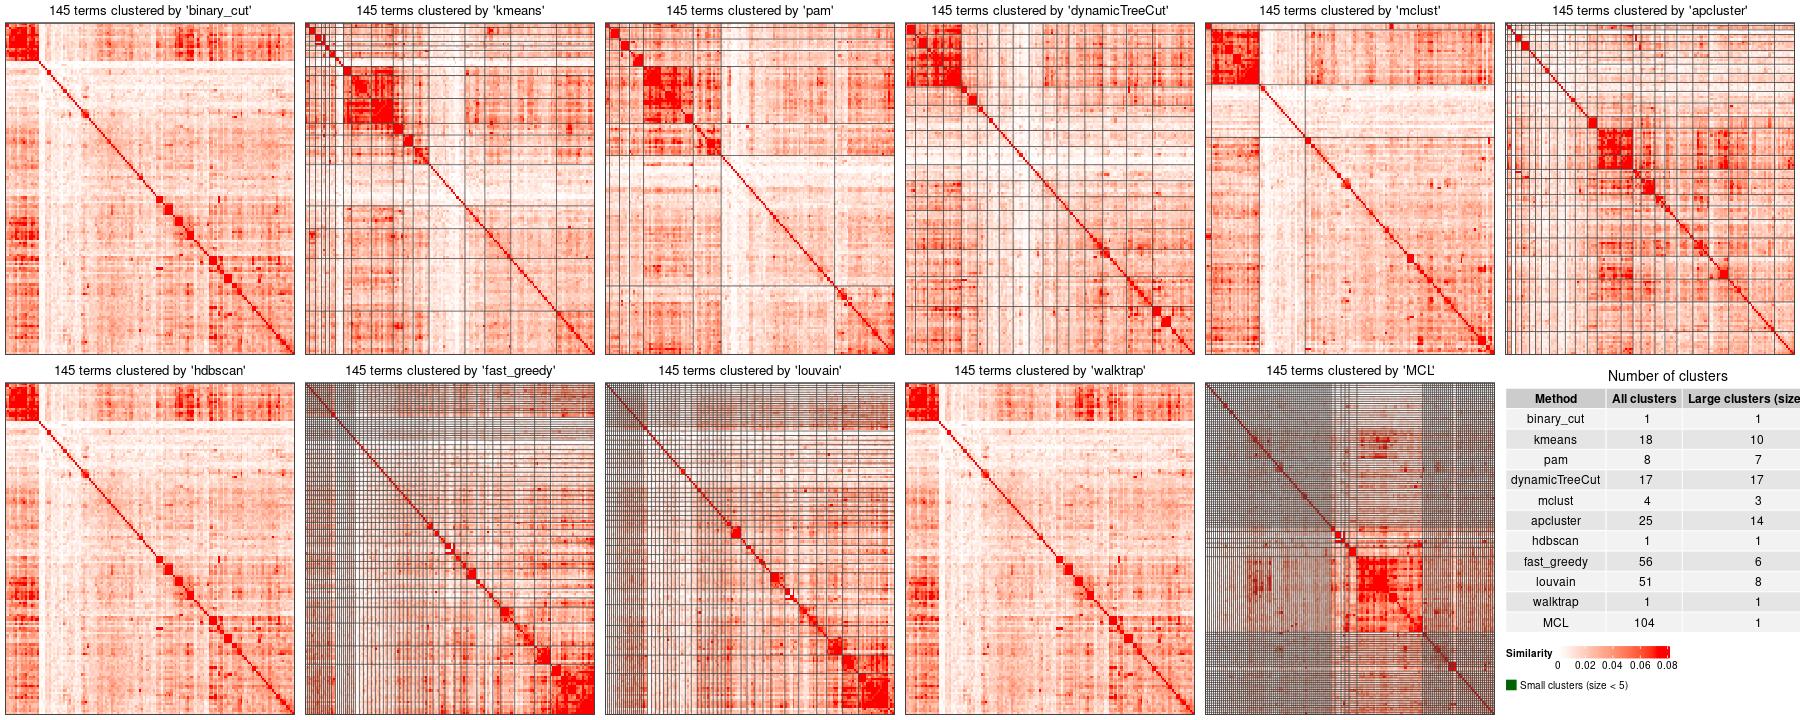 145 terms clustered by 'binary_cut'
145 terms clustered by 'kmeans'
145 terms clustered by 'pam'
145 terms clustered by 'dynamicTreeCut'
145 terms clustered by 'mclust'
145 terms clustered by 'apcluster'
145 terms clustered by 'hdbscan'
145 terms clustered by 'fast_greedy'
145 terms clustered by 'louvain'
145 terms clustered by 'walktrap'
145 terms clustered by 'MCL'
Number of clusters
Method All clusters Large clusters (size
binary_cut 1 1
kmeans 18 10
pam 8 7
dynamicTreeCut 17 17
mclust 4 3
apcluster 25 14
hdbscan 1 1
fast_greedy 56 6
louvain 51 8
walktrap 1 1
MCL 104 1
Similarity
0 0.02 0.04 0.06 0.08
Small clusters (size < 5)